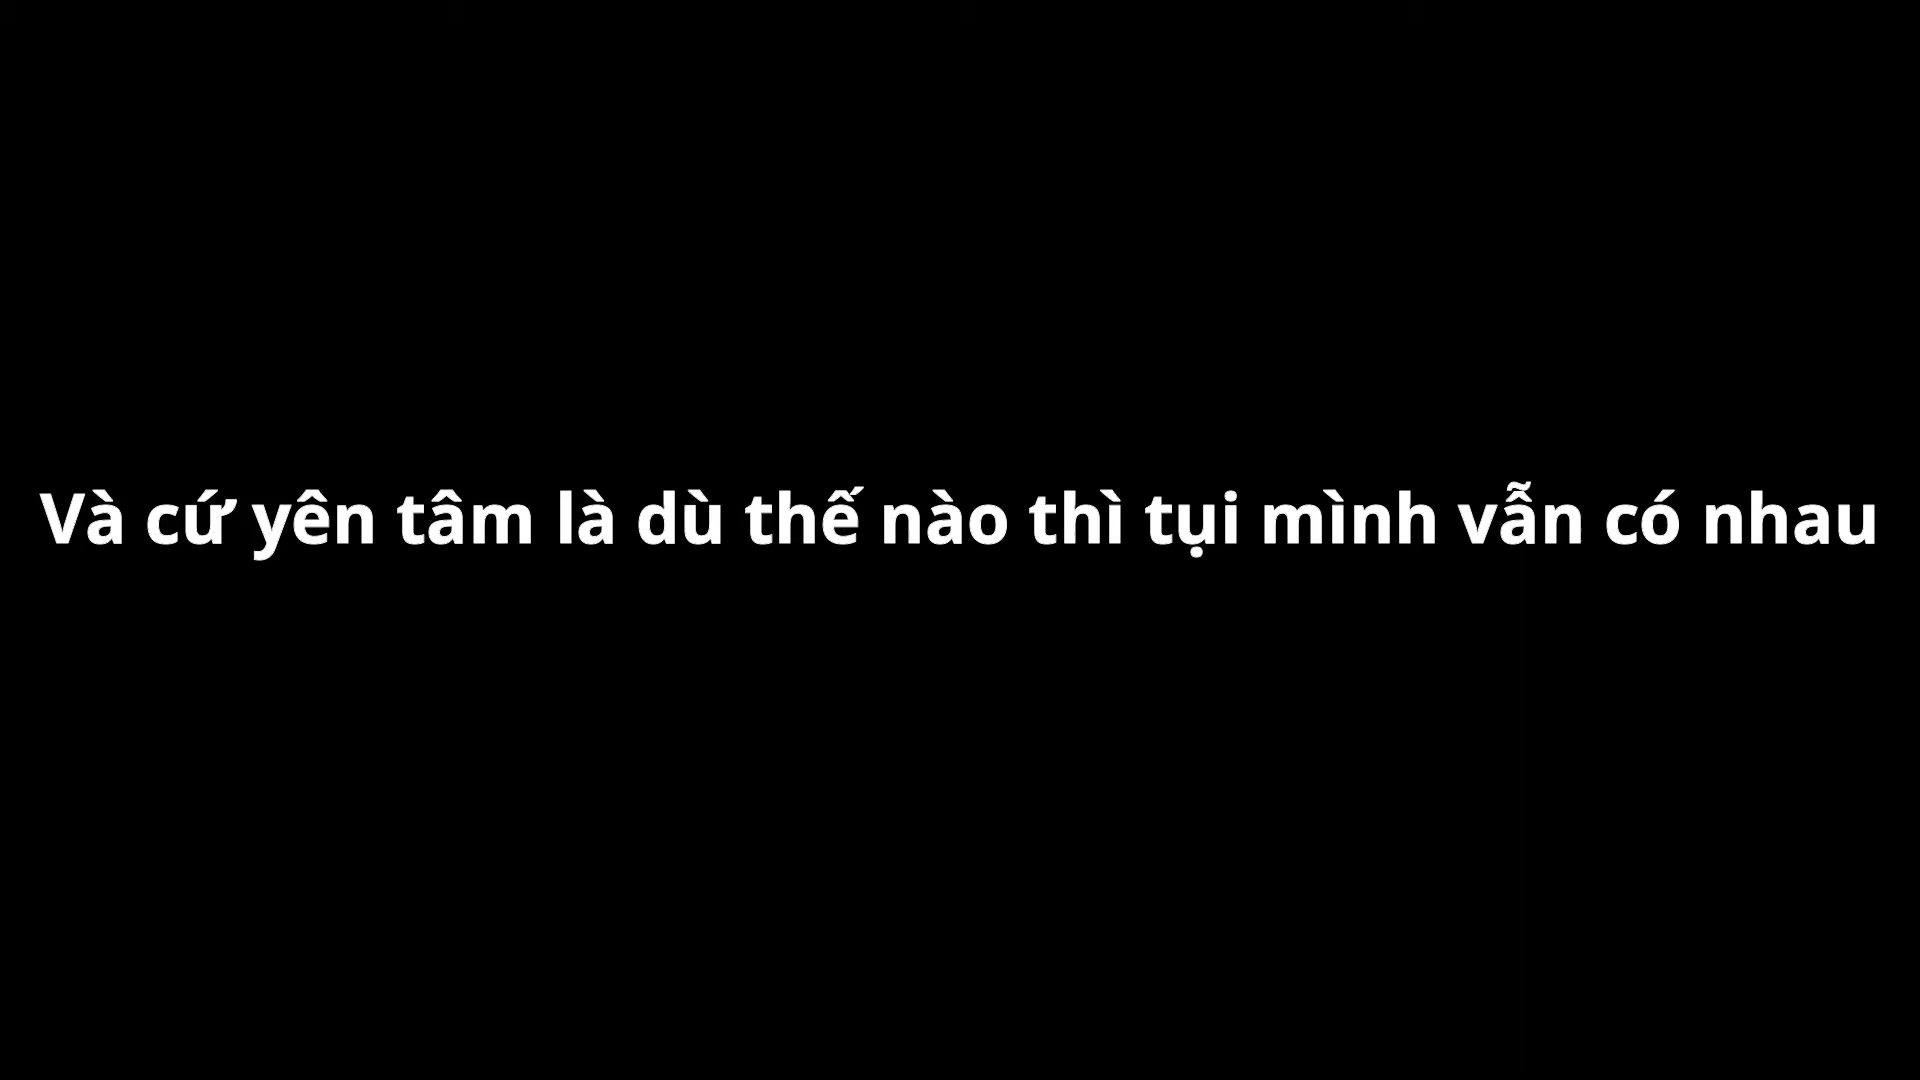 Và cứ yên tâm là dù thế nào thì tụi mình vẫn có nhau